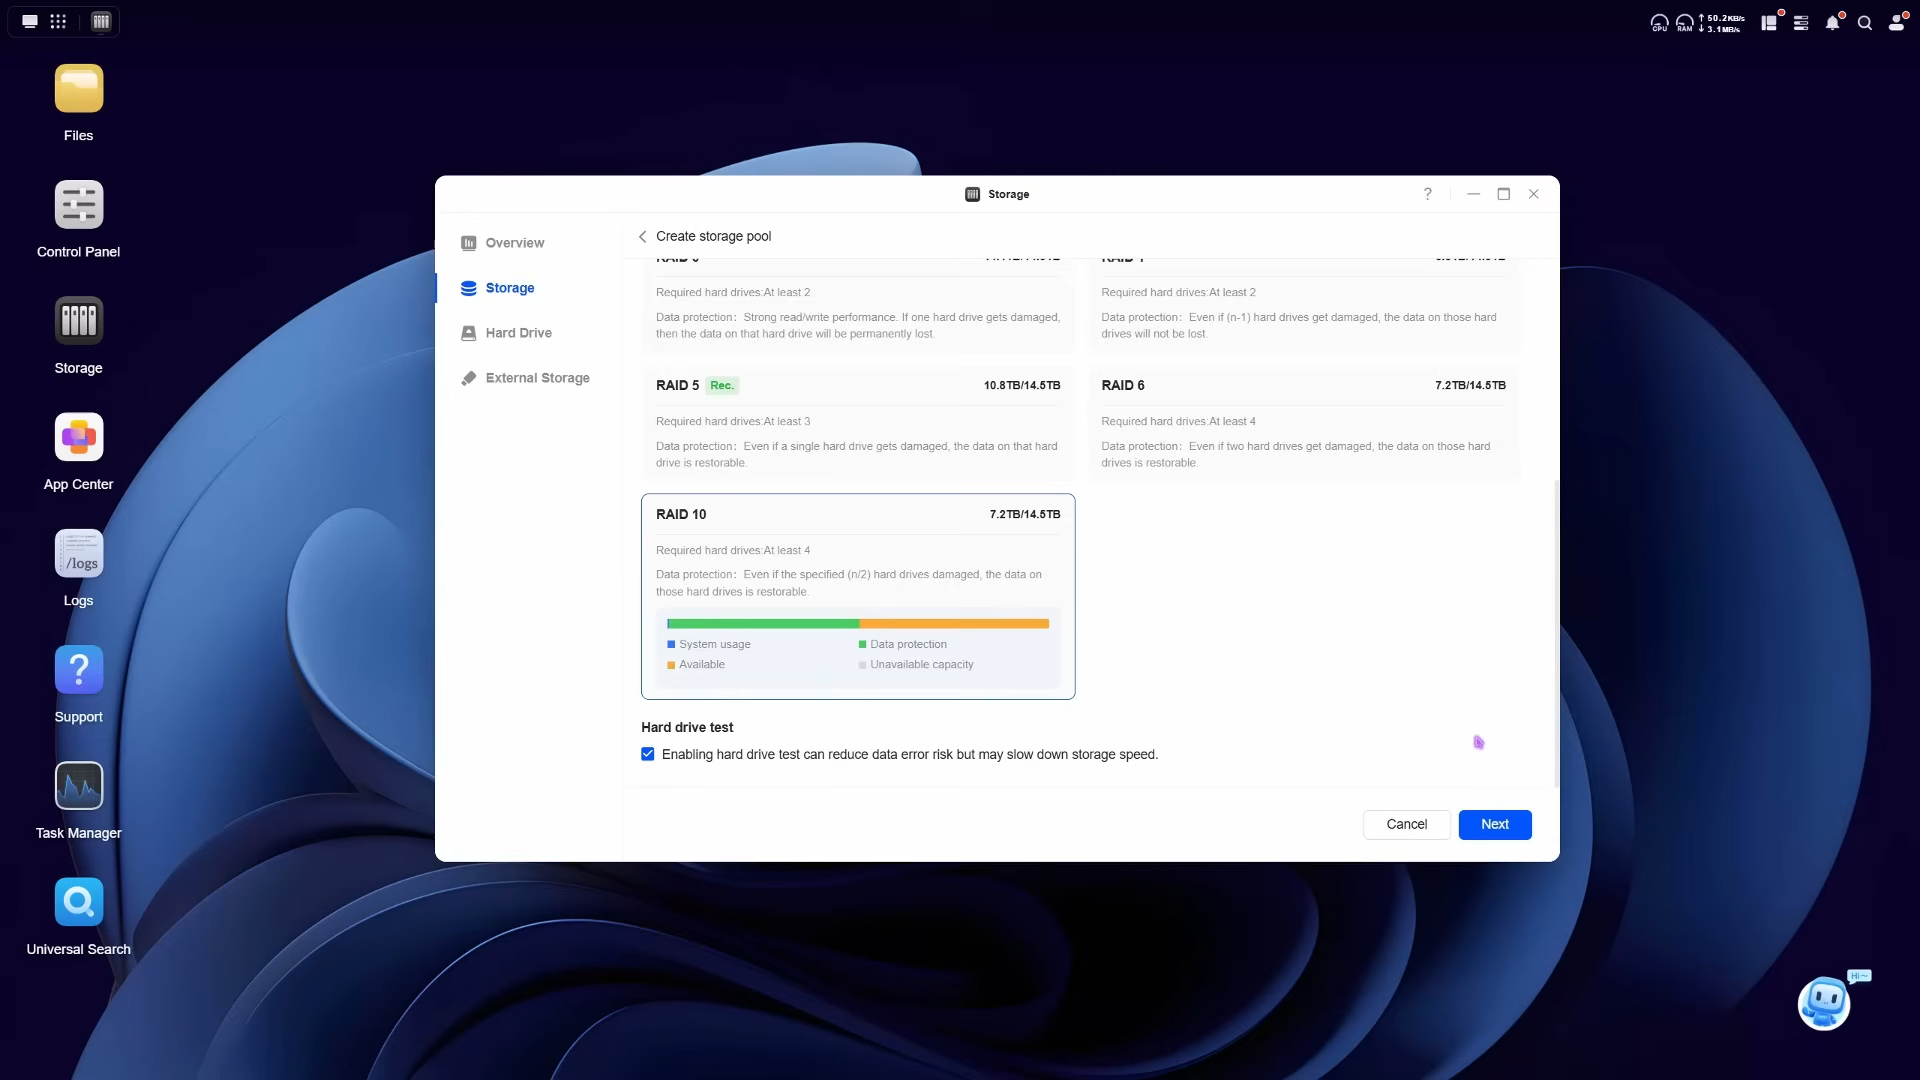 CPU
RAM
↑ 50.2KB/s
↓ 3.1MB/s
Files
Control Panel
Storage
App Center
/logs
Logs
Support
Task Manager
Universal Search
Storage
?
Overview
Storage
Hard Drive
External Storage
Create storage pool
Required hard drives:At least 2
Data protection: Strong read/write performance. If one hard drive gets damaged,
then the data on that hard drive will be permanently lost.
Required hard drives:At least 2
Data protection: Even if (n-1) hard drives get damaged, the data on those hard
drives will not be lost.
RAID 5 Rec. 10.8TB/14.5TB
Required hard drives:At least 3
Data protection: Even if a single hard drive gets damaged, the data on that hard
drive is restorable.
RAID 6 7.2TB/14.5TB
Required hard drives:At least 4
Data protection: Even if two hard drives get damaged, the data on those hard
drives is restorable.
RAID 10 7.2TB/14.5TB
Required hard drives:At least 4
Data protection: Even if the specified (n/2) hard drives damaged, the data on
those hard drives is restorable.
System usage
Data protection
Available
Unavailable capacity
Hard drive test
Enabling hard drive test can reduce data error risk but may slow down storage speed.
Cancel
Next
Hi~